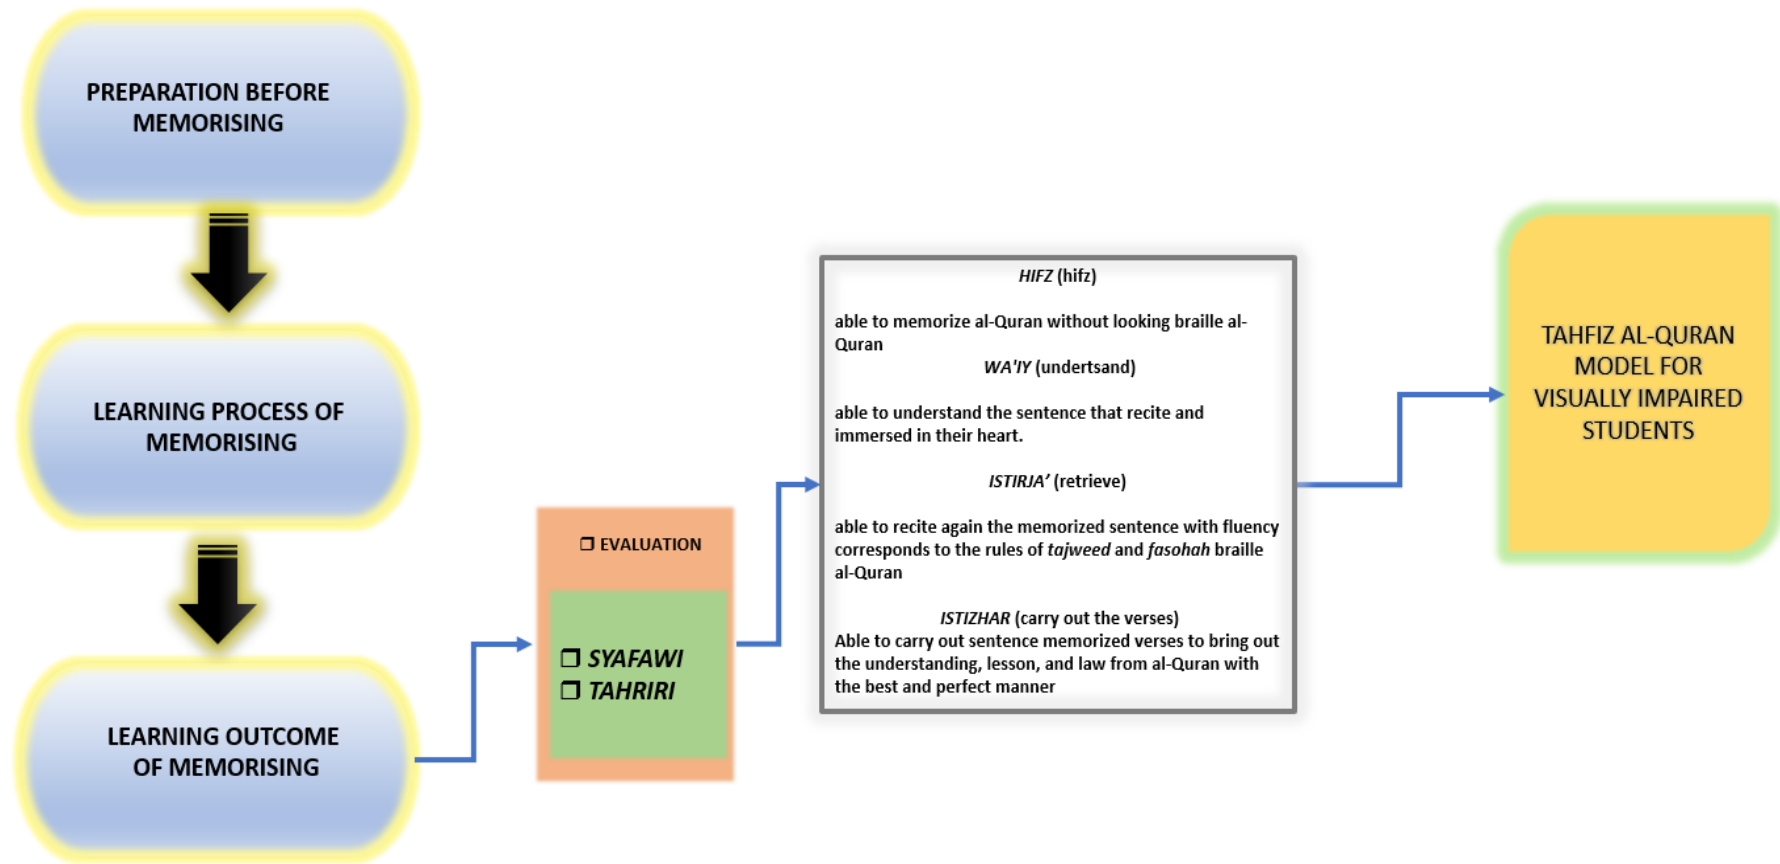 PREPARATION BEFORE
MEMORISING
LEARNING PROCESS OF
MEMORISING
LEARNING OUTCOME
OF MEMORISING
❒ EVALUATION
❒ SYAFAWI
❒ TAHRIRI
HIFZ (hifz)
able to memorize al-Quran without looking braille al-
Quran
WA'IY (undertsand)
able to understand the sentence that recite and
immersed in their heart.
ISTIRJA’ (retrieve)
able to recite again the memorized sentence with fluency
corresponds to the rules of tajweed and fasohah braille
al-Quran
ISTIZHAR (carry out the verses)
Able to carry out sentence memorized verses to bring out
the understanding, lesson, and law from al-Quran with
the best and perfect manner
TAHFIZ AL-QURAN
MODEL FOR
VISUALLY IMPAIRED
STUDENTS